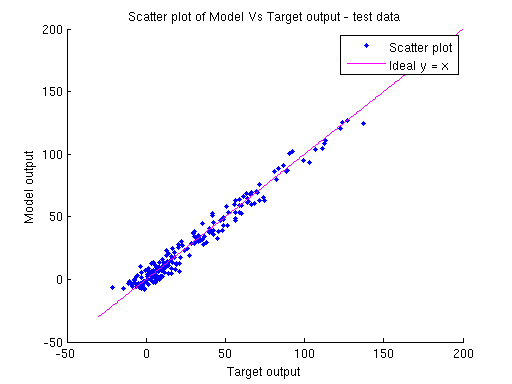 Scatter plot of Model Vs Target output - test data
200
150
100
50
0
-50
Model output
Scatter plot
Ideal y = x
-50
0
50
100
150
200
Target output